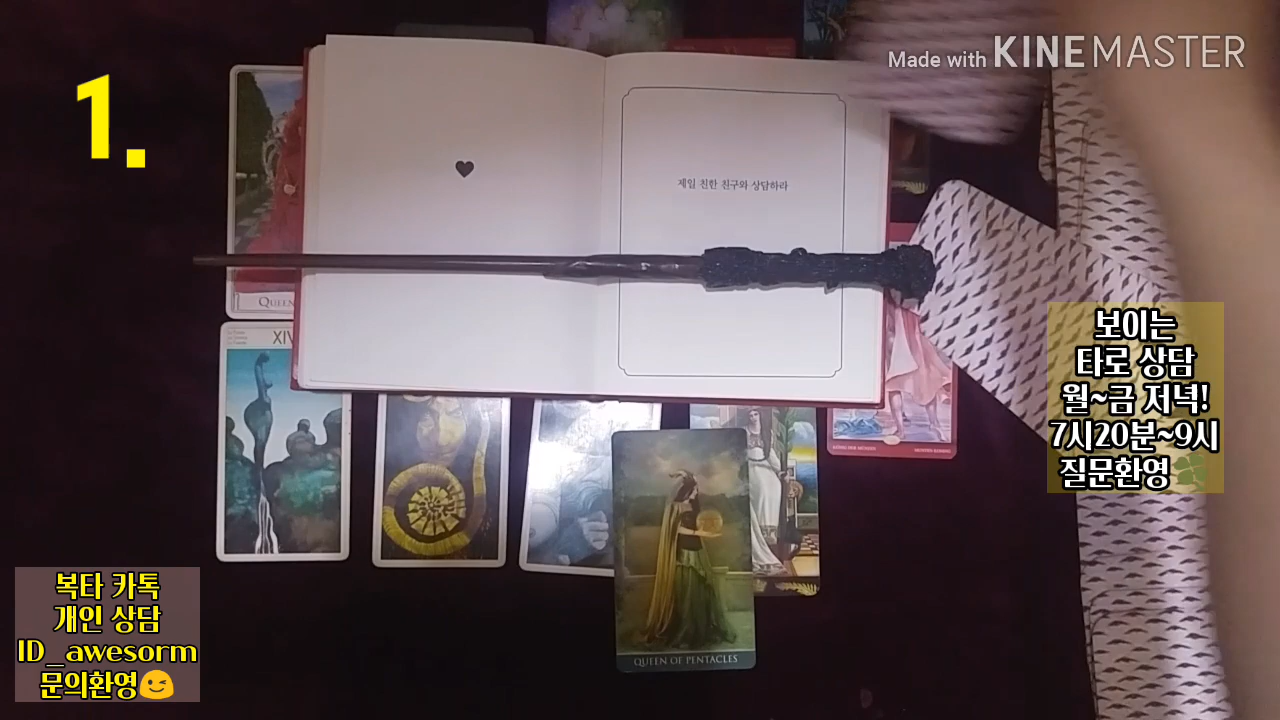 Made with KINEMASTER
1.
제일 친한 친구와 상담하라
QUEEN
XIV
보이는
타로 상담
월~금 저녁!
7시20분~9시
질문환영🍀
복타 카톡
개인 상담
ID_awesorm
문의환영😉
QUEEN OF PENTACLES